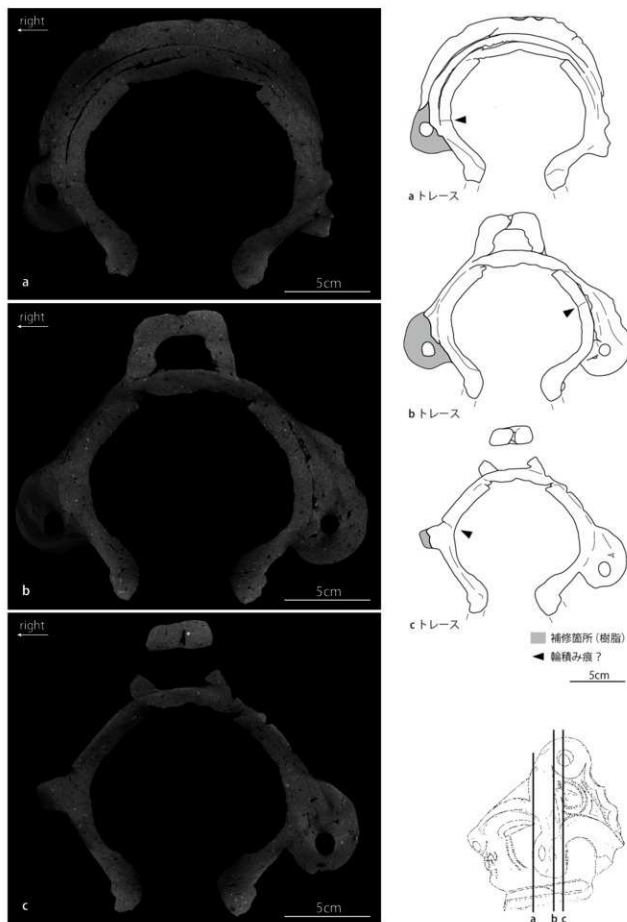 right
a
5cm
right
b
5cm
right
c
5cm
a トレース
b トレース
c トレース
補修箇所（樹脂）
輪積み痕？
5cm
a b c